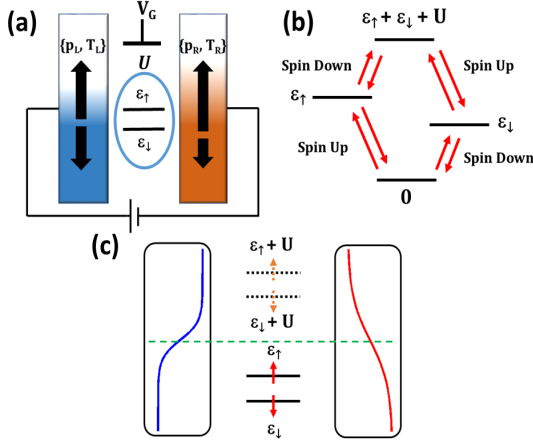 (a)
V_G
{p_L, T_L}
{p_R, T_R}
U
ε↑
ε↓
(b)
ε↑ + ε↓ + U
Spin Down
Spin Up
ε↑
ε↓
Spin Up
Spin Down
0
(c)
ε↑ + U
ε↓ + U
ε↑
ε↓